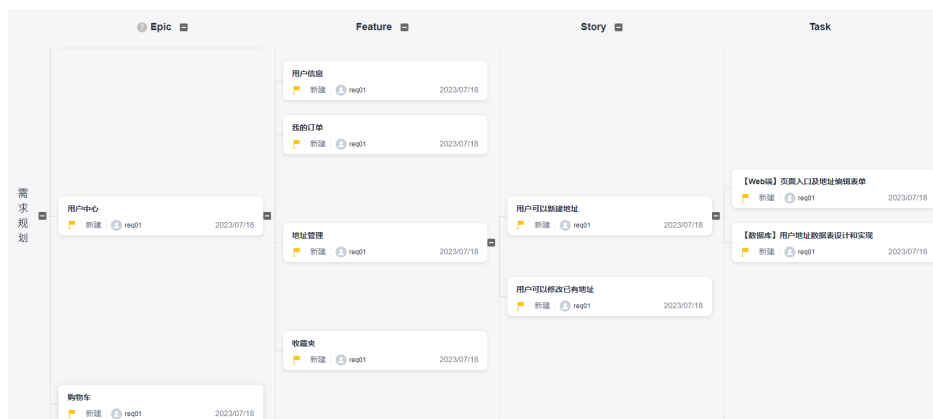 Epic
Feature
Story
Task
用户信息
新建 req01 2023/07/18
我的订单
新建 req01 2023/07/18
需求规划
用户中心
新建 req01 2023/07/18
地址管理
新建 req01 2023/07/18
收藏夹
新建 req01 2023/07/18
购物车
新建 req01 2023/07/18
用户可以新建地址
新建 req01 2023/07/18
用户可以修改已有地址
新建 req01 2023/07/18
【Web端】页面入口及地址编辑表单
新建 req01 2023/07/18
【数据库】用户地址数据表设计和实现
新建 req01 2023/07/18